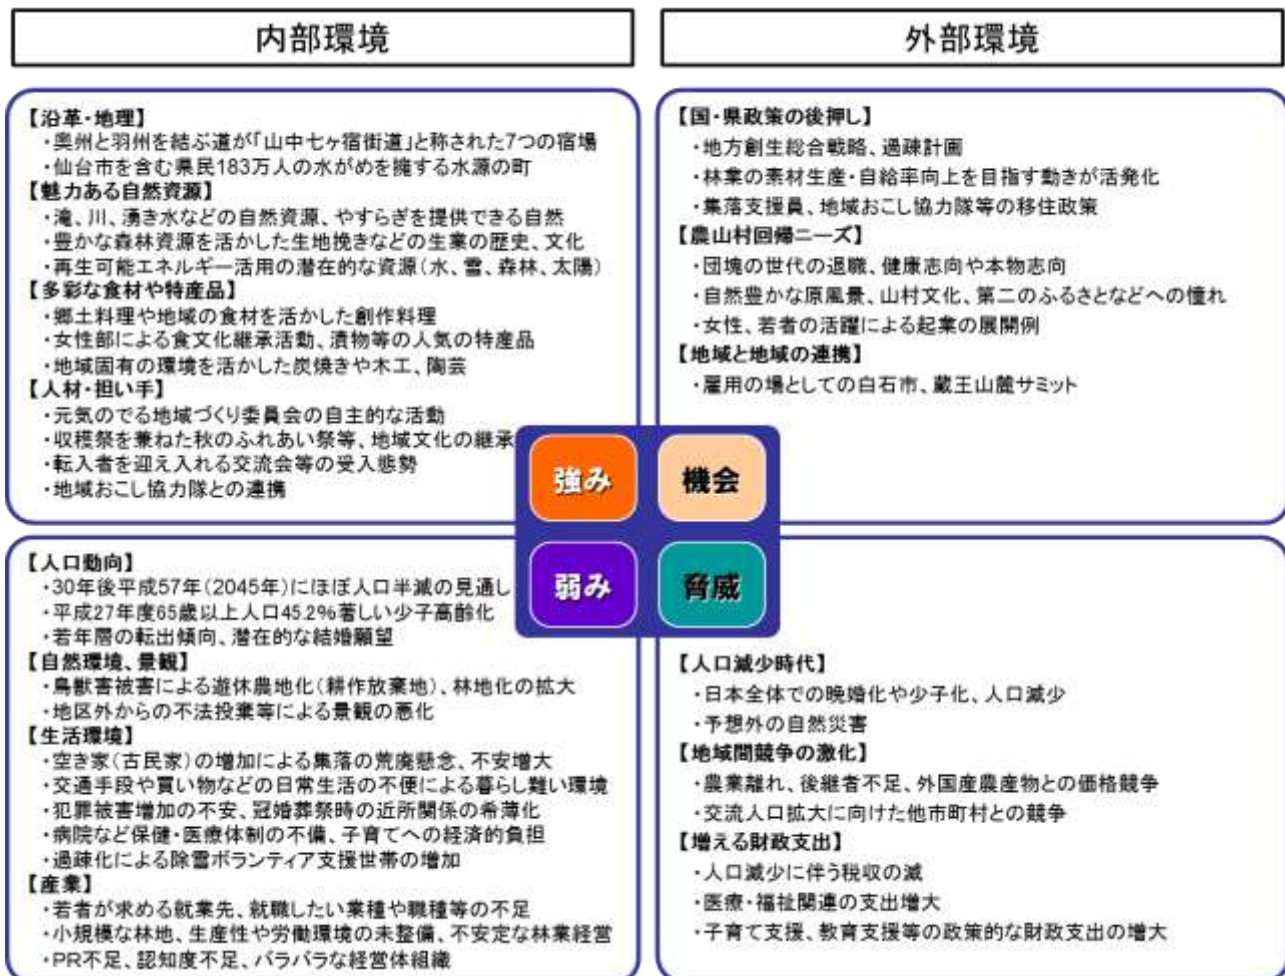 内部環境
外部環境
【沿革・地理】
・奥州と羽州を結ぶ道が「山中七ヶ宿街道」と称された7つの宿場
・仙台市を含む県民183万人の水がめを擁する水源の町
【魅力ある自然資源】
・滝、川、湧き水などの自然資源、やすらぎを提供できる自然
・豊かな森林資源を活かした生地挽きなどの生業の歴史、文化
・再生可能エネルギー活用の潜在的な資源(水、雪、森林、太陽)
【多彩な食材や特産品】
・郷土料理や地域の食材を活かした創作料理
・女性部による食文化継承活動、漬物等の人気の特産品
・地域固有の環境を活かした炭焼きや木工、陶芸
【人材・担い手】
・元気のでる地域づくり委員会の自主的な活動
・収穫祭を兼ねた秋のふれあい祭等、地域文化の継承
・転入者を迎え入れる交流会等の受入態勢
・地域おこし協力隊との連携
【国・県政策の後押し】
・地方創生総合戦略、過疎計画
・林業の素材生産・自給率向上を目指す動きが活発化
・集落支援員、地域おこし協力隊等の移住政策
【農山村回帰ニーズ】
・団塊の世代の退職、健康志向や本物志向
・自然豊かな原風景、山村文化、第二のふるさとなどへの憧れ
・女性、若者の活躍による起業の展開例
【地域と地域の連携】
・雇用の場としての白石市、蔵王山麓サミット
強み
機会
弱み
脅威
【人口動向】
・30年後平成57年(2045年)にほぼ人口半減の見通し
・平成27年度65歳以上人口45.2%著しい少子高齢化
・若年層の転出傾向、潜在的な結婚願望
【自然環境、景観】
・鳥獣害被害による遊休農地化(耕作放棄地)、林地化の拡大
・地区外からの不法投棄等による景観の悪化
【生活環境】
・空き家(古民家)の増加による集落の荒廃懸念、不安増大
・交通手段や買い物などの日常生活の不便による暮らし難い環境
・犯罪被害増加の不安、冠婚葬祭時の近所関係の希薄化
・病院など保健・医療体制の不備、子育てへの経済的負担
・過疎化による除雪ボランティア支援世帯の増加
【産業】
・若者が求める就業先、就職したい業種や職種等の不足
・小規模な林地、生産性や労働環境の未整備、不安定な林業経営
・PR不足、認知度不足、バラバラな経営体組織
【人口減少時代】
・日本全体での晩婚化や少子化、人口減少
・予想外の自然災害
【地域間競争の激化】
・農業離れ、後継者不足、外国産農産物との価格競争
・交流人口拡大に向けた他市町村との競争
【増える財政支出】
・人口減少に伴う税収の減
・医療・福祉関連の支出増大
・子育て支援、教育支援等の政策的な財政支出の増大